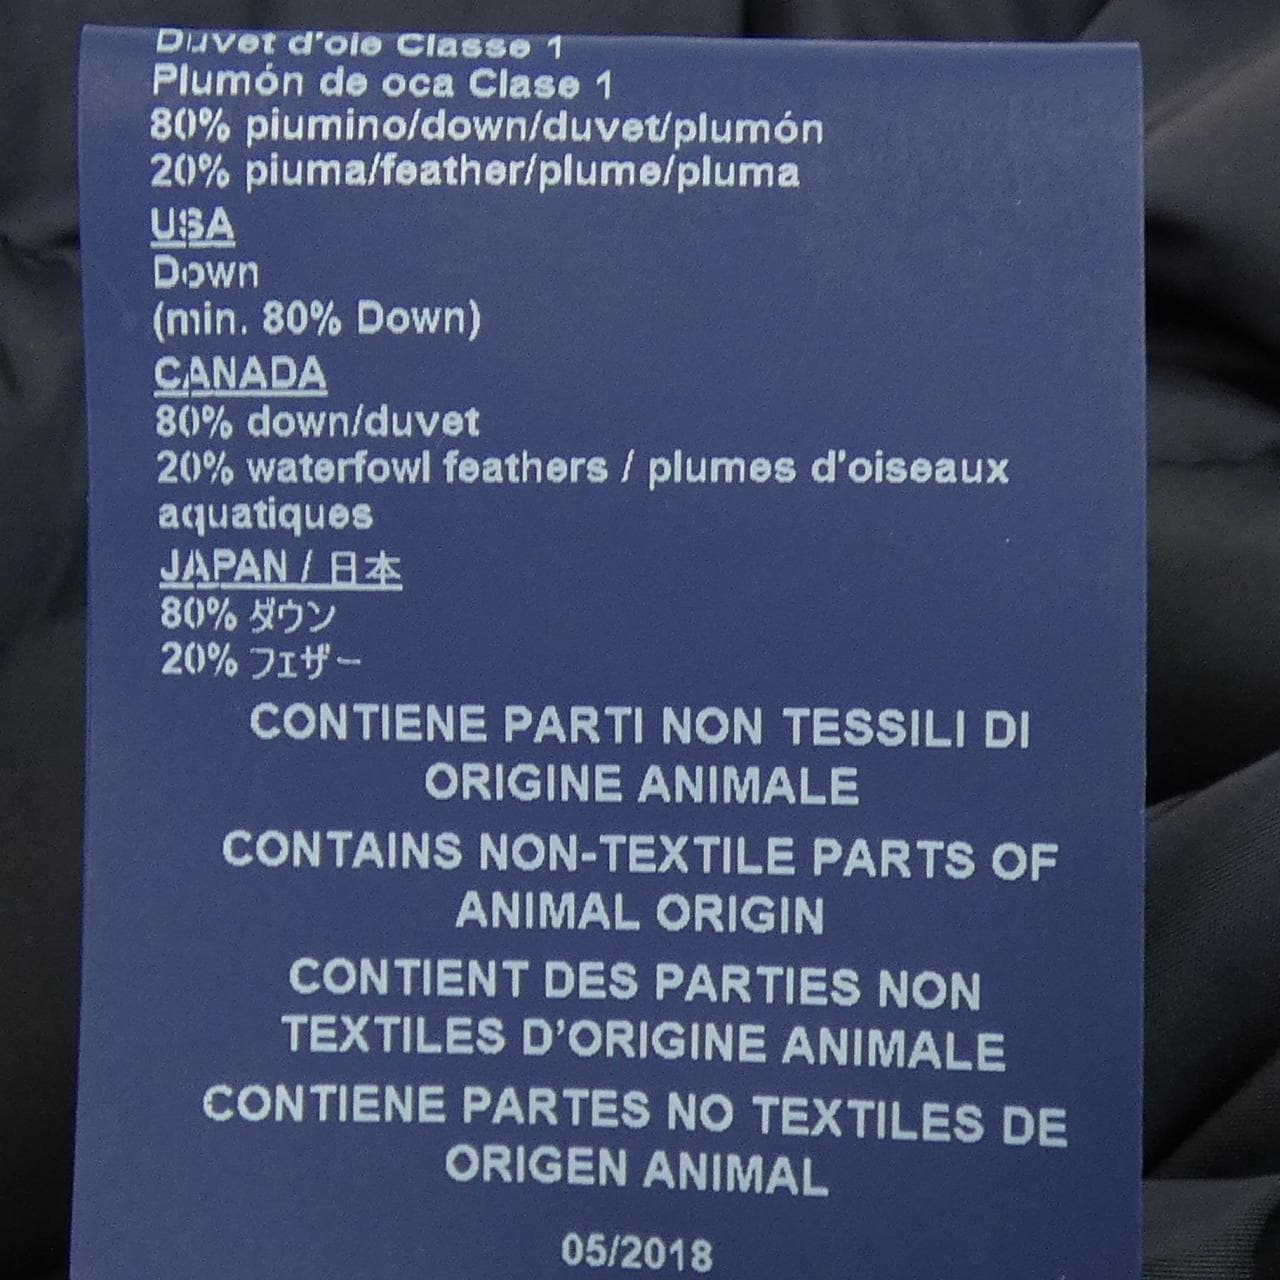 Duvet d'oie Classe 1
Plumón de oca Clase 1
80% piumino/down/duvet/plumón
20% piuma/feather/plume/pluma
USA
Down
(min. 80% Down)
CANADA
80% down/duvet
20% waterfowl feathers / plumes d'oiseaux
aquatiques
JAPAN / 日本
80% ダウン
20% フェザー
CONTIENE PARTI NON TESSILI DI
ORIGINE ANIMALE
CONTAINS NON-TEXTILE PARTS OF
ANIMAL ORIGIN
CONTIENT DES PARTIES NON
TEXTILES D'ORIGINE ANIMALE
CONTIENE PARTES NO TEXTILES DE
ORIGEN ANIMAL
05/2018